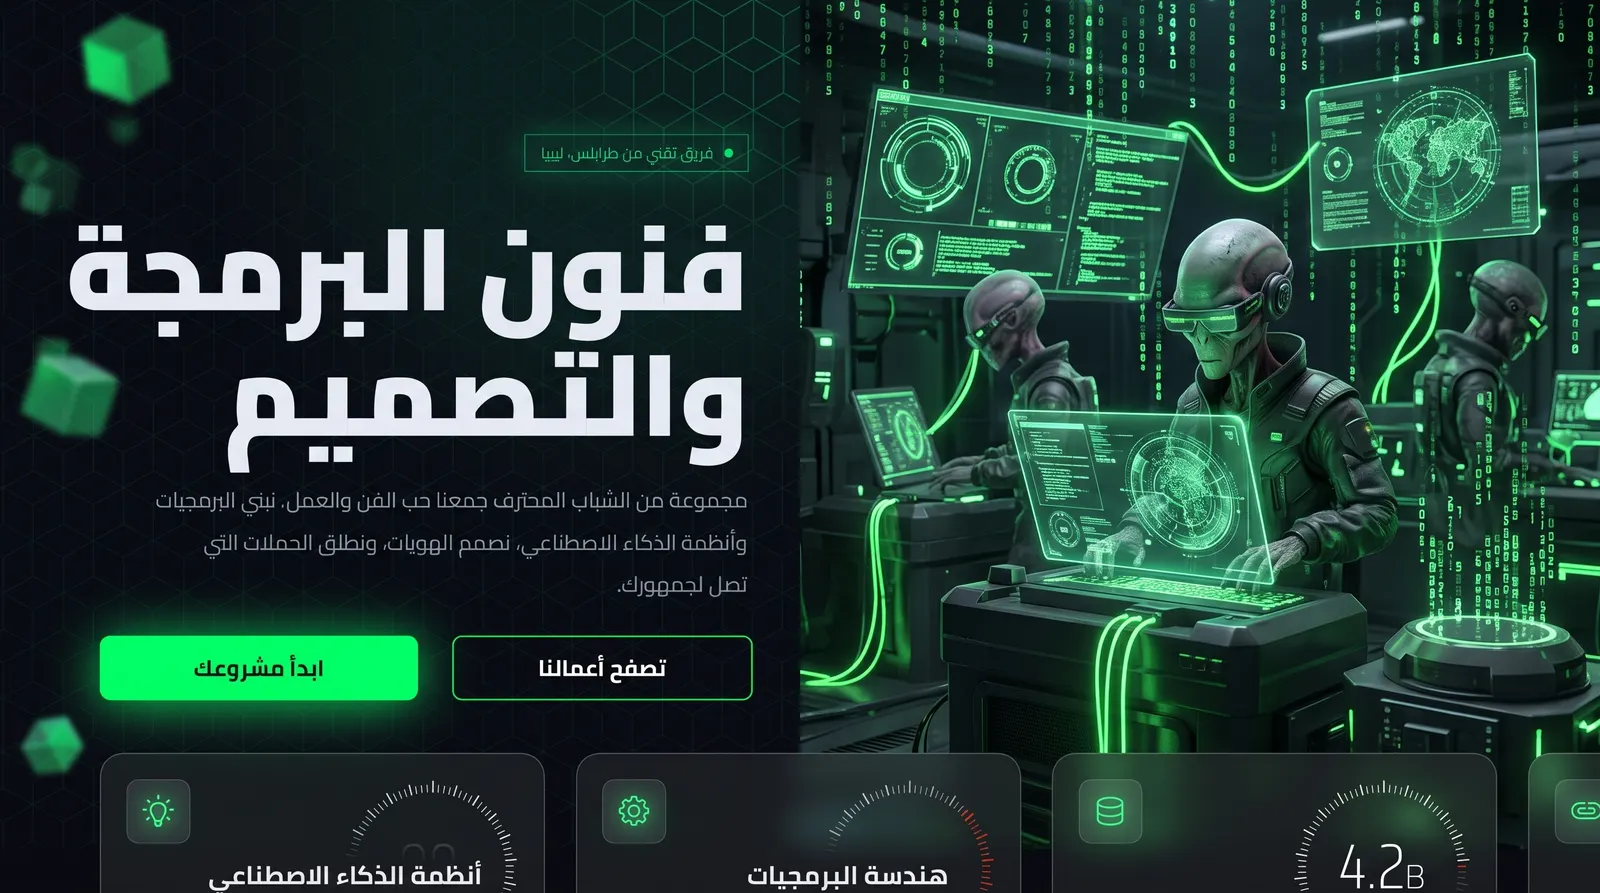 فريق تقني من طرابلس، ليبيا
فنون البرمجة
والتصميم
مجموعة من الشباب المحترف جمعنا حب الفن والعمل. نبني البرمجيات
وأنظمة الذكاء الاصطناعي، نصمم الهويات، ونطلق الحملات التي
تصل لجمهورك.
تصفح أعمالنا
ابدأ مشروعك
4.2B
هندسة البرمجيات
أنظمة الذكاء الاصطناعي